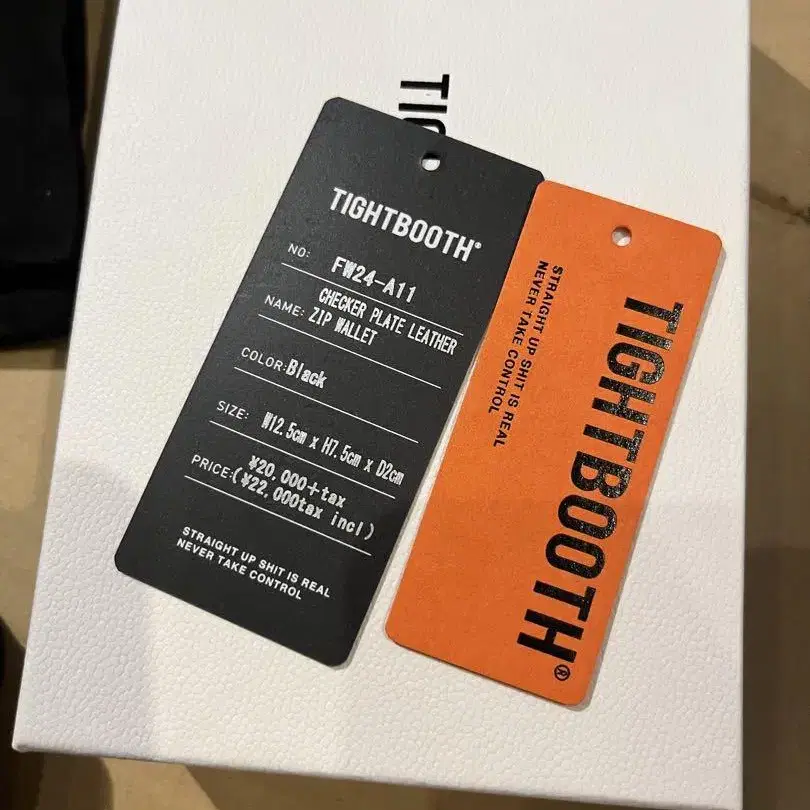 TIG
TIGHTBOOTH®
NO: FW24-A11
NAME: CHECKER PLATE LEATHER
ZIP WALLET
COLOR: Black
SIZE: W12.5cm x H7.5cm x D2cm
PRICE: ¥20,000+tax
(¥22,000tax incl)
STRAIGHT UP SHIT IS REAL
NEVER TAKE CONTROL
TIGHTBOOTH®
STRAIGHT UP SHIT IS REAL
NEVER TAKE CONTROL